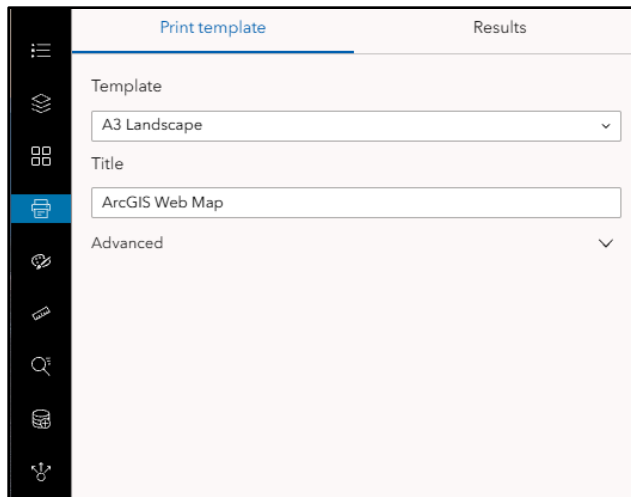 Print template
Results
Template
A3 Landscape
Title
ArcGIS Web Map
Advanced